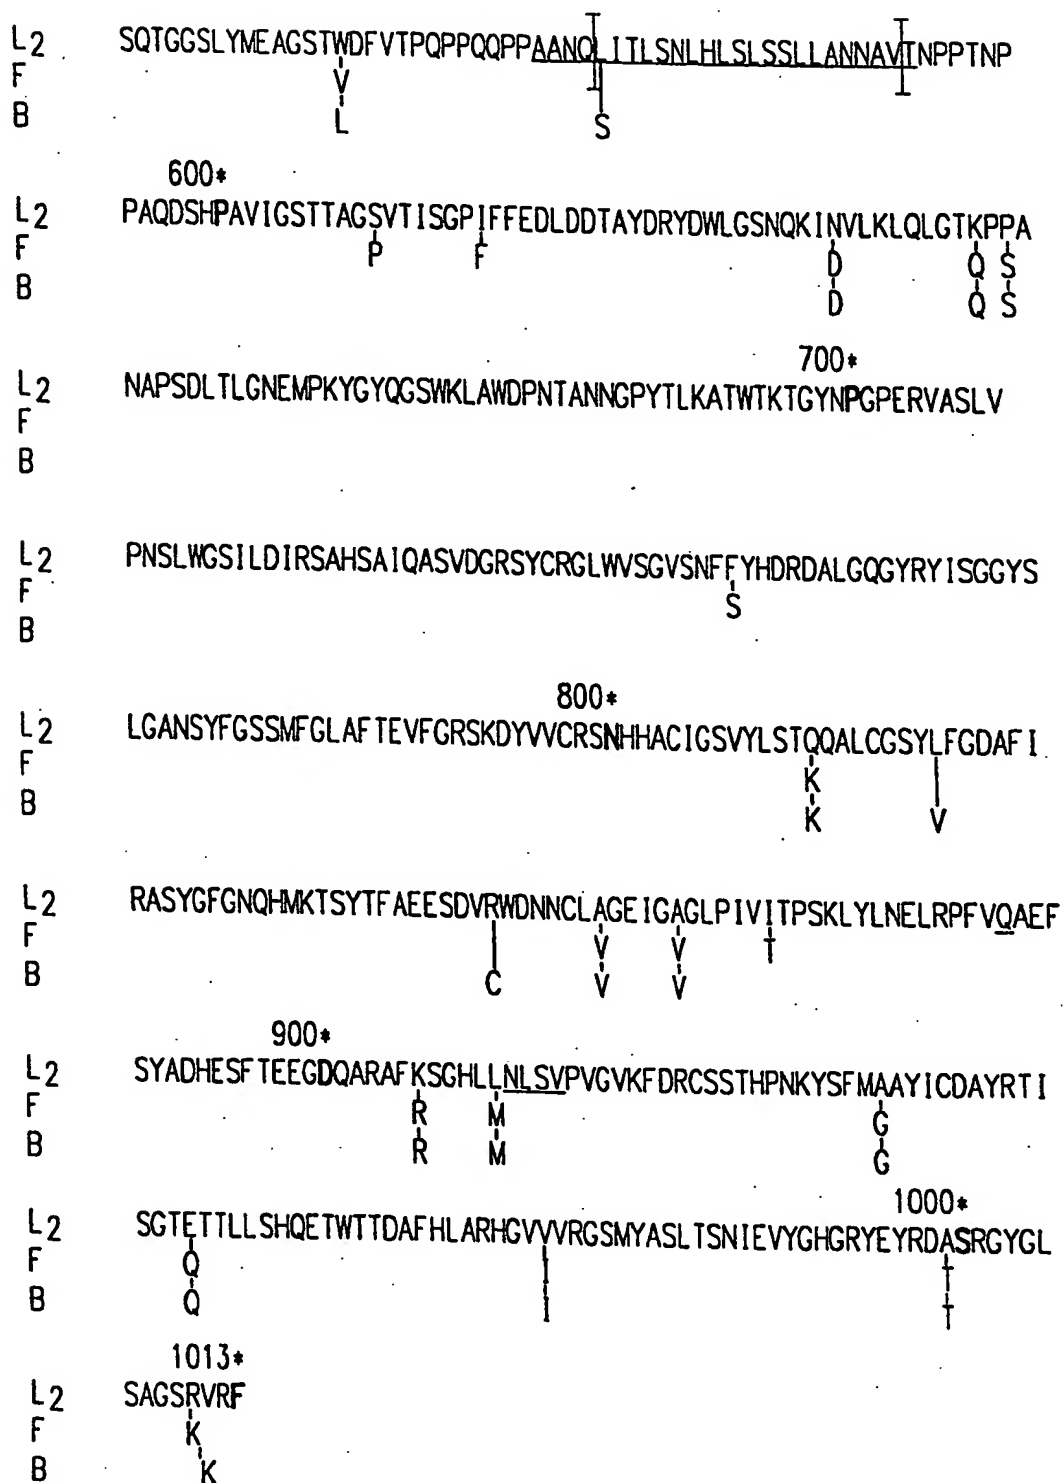 L2 SQTGGSLYMEAGSTWDFVTPQPPQQPPAANQLITLSNLHLSLSSLLANNAVTNPPTNP
F V
B L S
600*
L2 PAQDSHPAVIGSTTAGSVTISGPIFFEDLDDTAYDRYDWLGSNQKINVLKLQLGTKPPA
F P F D Q S
B D Q S
700*
L2 NAPSDLTLGNEMPKYGYQGSWKLAWDPNTANNGPYTLKATWTKTGYNPGPERVASLV
F
B
L2 PNSLWGSILDIRSAHSAIQASVDGRSYCRGLWVSGVSNFFYHDRDALGQGYRYISGGYS
F S
B
800*
L2 LGANSYFGSSMFGLAFTEVFGRSKDYVVCRSNHHACIGSVYLSTQQALCGSYLFGDAFI
F K
B K V
L2 RASYGFGNQHMKTSYTFAEESDVRWDNNCLAGEIGAGLPIVITPSKLYLNELRPFVQAEF
F V V T
B C V V
900*
L2 SYADHESFTEEGDQARAFKSGHLLNLSVPVGVKFDRCSSTHPNKYSFMAAYICDAYRTI
F R M G
B R M G
1000*
L2 SGTETTLLSHQETWTTDAFHLARHGVVVRGSMYASLTSNIEVYGHGRYEYRDASRGYGL
F Q I T
B Q I T
1013*
L2 SAGSRVRF
F K
B K